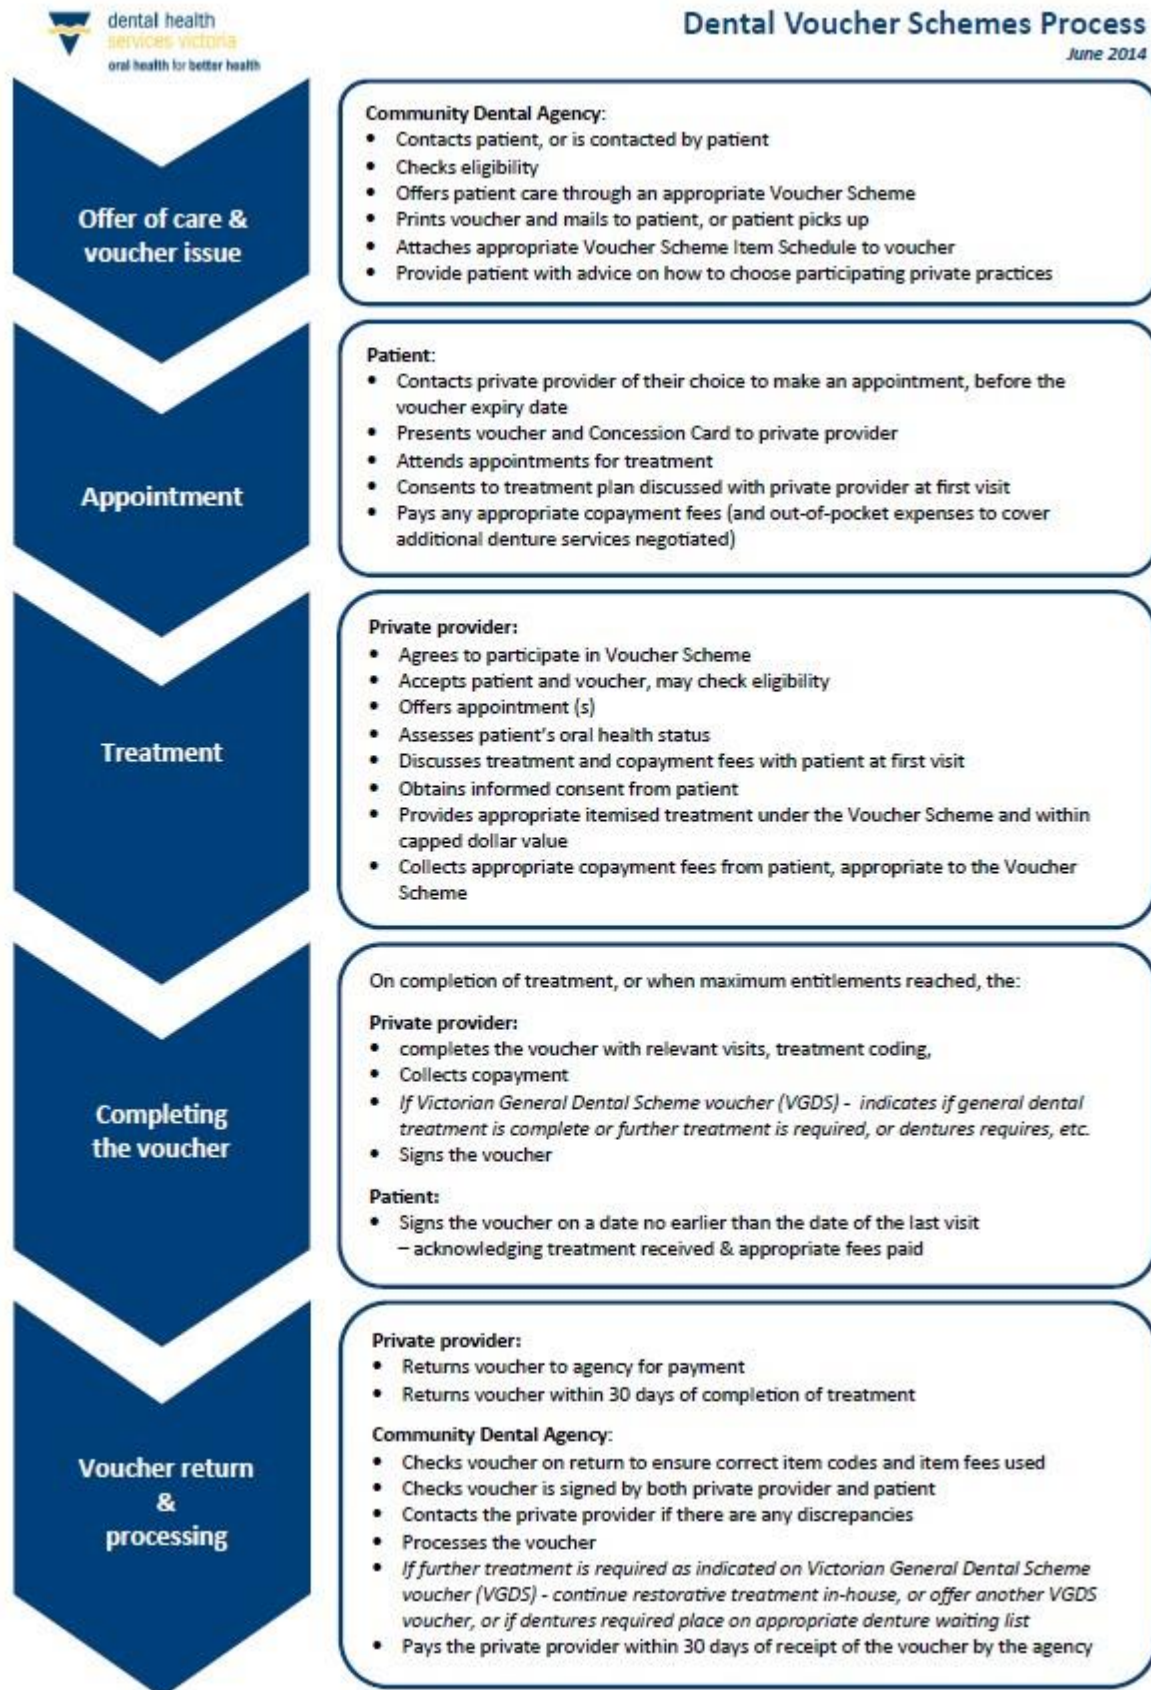 dental health
services victoria
oral health for better health
Dental Voucher Schemes Process
June 2014
Offer of care &
voucher issue
Community Dental Agency:
• Contacts patient, or is contacted by patient
• Checks eligibility
• Offers patient care through an appropriate Voucher Scheme
• Prints voucher and mails to patient, or patient picks up
• Attaches appropriate Voucher Scheme Item Schedule to voucher
• Provide patient with advice on how to choose participating private practices
Appointment
Patient:
• Contacts private provider of their choice to make an appointment, before the
voucher expiry date
• Presents voucher and Concession Card to private provider
• Attends appointments for treatment
• Consents to treatment plan discussed with private provider at first visit
• Pays any appropriate copayment fees (and out-of-pocket expenses to cover
additional denture services negotiated)
Treatment
Private provider:
• Agrees to participate in Voucher Scheme
• Accepts patient and voucher, may check eligibility
• Offers appointment (s)
• Assesses patient's oral health status
• Discusses treatment and copayment fees with patient at first visit
• Obtains informed consent from patient
• Provides appropriate itemised treatment under the Voucher Scheme and within
capped dollar value
• Collects appropriate copayment fees from patient, appropriate to the Voucher
Scheme
Completing
the voucher
On completion of treatment, or when maximum entitlements reached, the:
Private provider:
• completes the voucher with relevant visits, treatment coding,
• Collects copayment
• If Victorian General Dental Scheme voucher (VGDS) - indicates if general dental
treatment is complete or further treatment is required, or dentures requires, etc.
• Signs the voucher
Patient:
• Signs the voucher on a date no earlier than the date of the last visit
– acknowledging treatment received & appropriate fees paid
Voucher return
&
processing
Private provider:
• Returns voucher to agency for payment
• Returns voucher within 30 days of completion of treatment
Community Dental Agency:
• Checks voucher on return to ensure correct item codes and item fees used
• Checks voucher is signed by both private provider and patient
• Contacts the private provider if there are any discrepancies
• Processes the voucher
• If further treatment is required as indicated on Victorian General Dental Scheme
voucher (VGDS) - continue restorative treatment in-house, or offer another VGDS
voucher, or if dentures required place on appropriate denture waiting list
• Pays the private provider within 30 days of receipt of the voucher by the agency